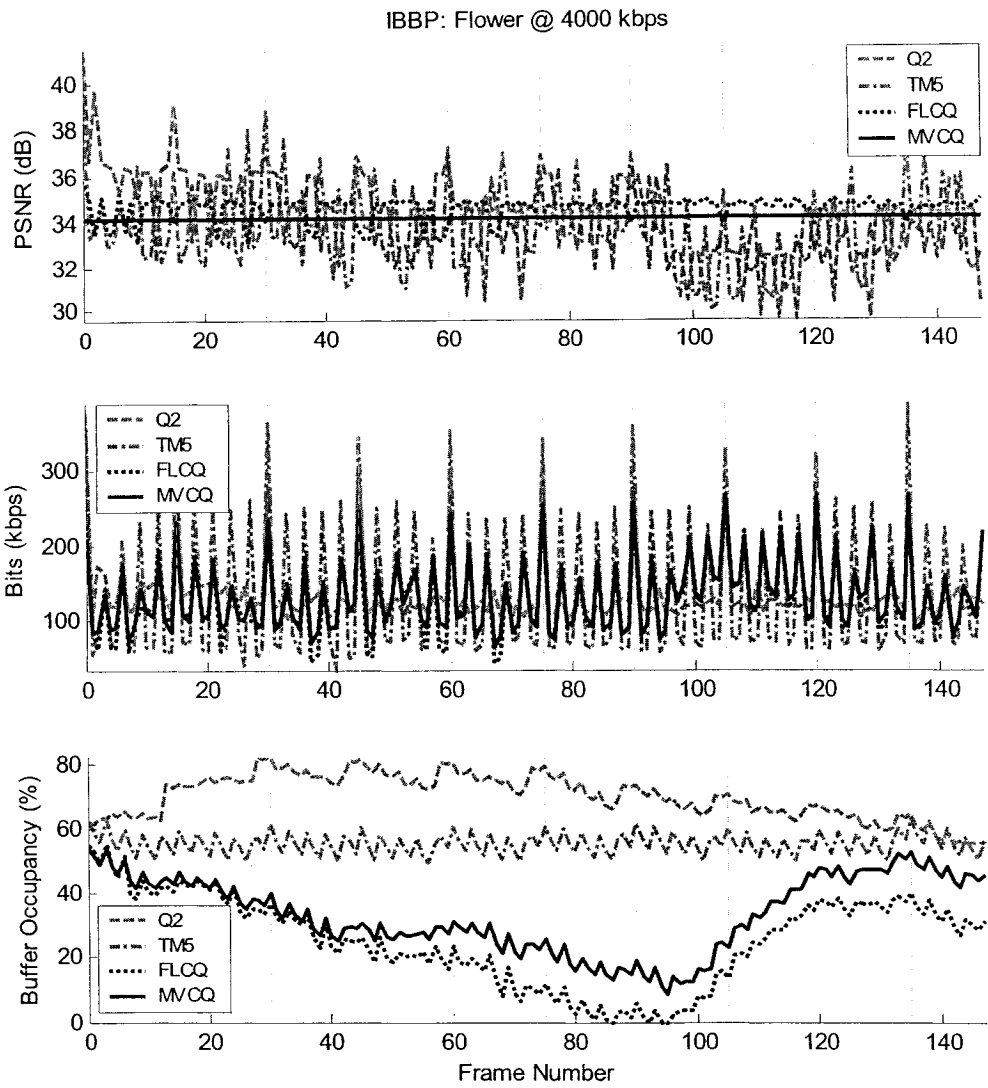 IBBP: Flower @ 4000 kbps
PSNR (dB)
40
38
36
34
32
30
Q2
TM5
FLCQ
MVCQ
0 20 40 60 80 100 120 140
Bits (kbps)
300
200
100
Q2
TM5
FLCQ
MVCQ
0 20 40 60 80 100 120 140
Buffer Occupancy (%)
80
60
40
20
0
Q2
TM5
FLCQ
MVCQ
0 20 40 60 80 100 120 140
Frame Number